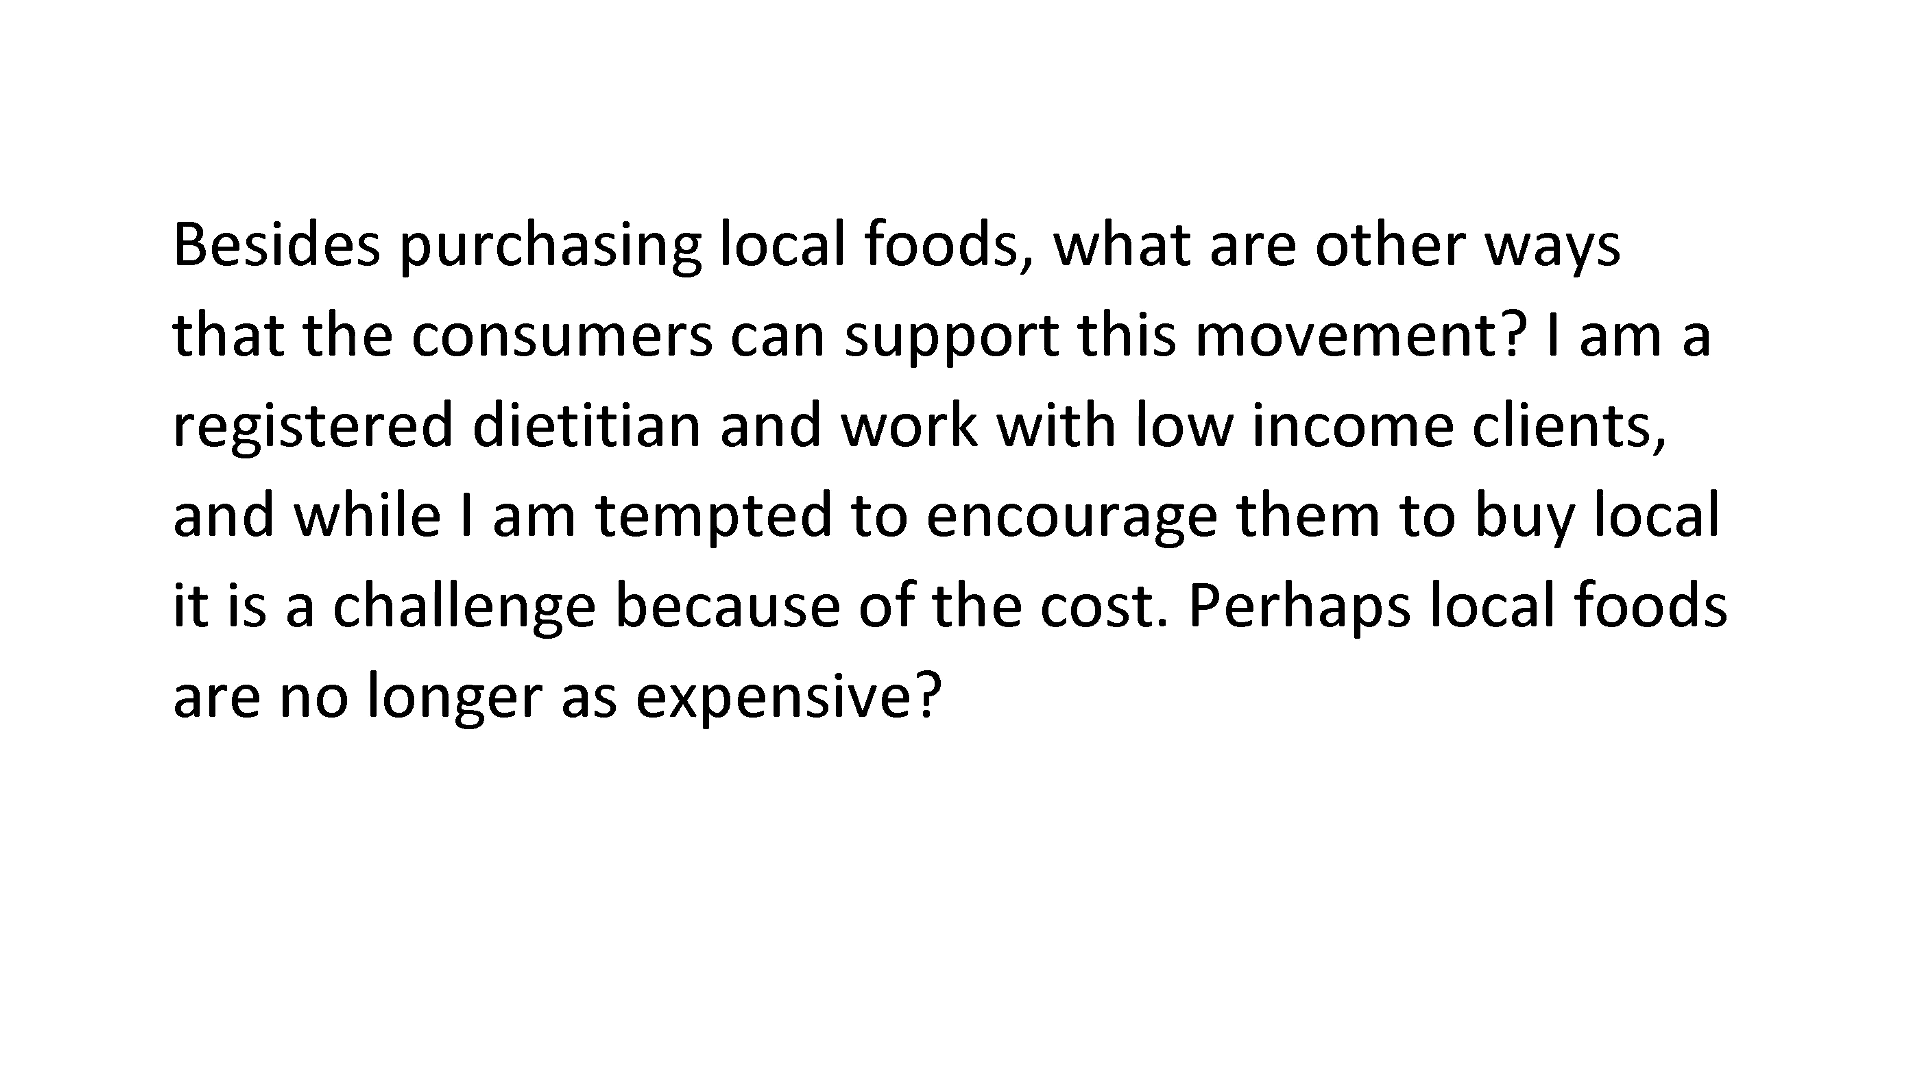 Besides purchasing local foods, what are other ways
that the consumers can support this movement? I am a
registered dietitian and work with low income clients,
and while I am tempted to encourage them to buy local
it is a challenge because of the cost. Perhaps local foods
are no longer as expensive?